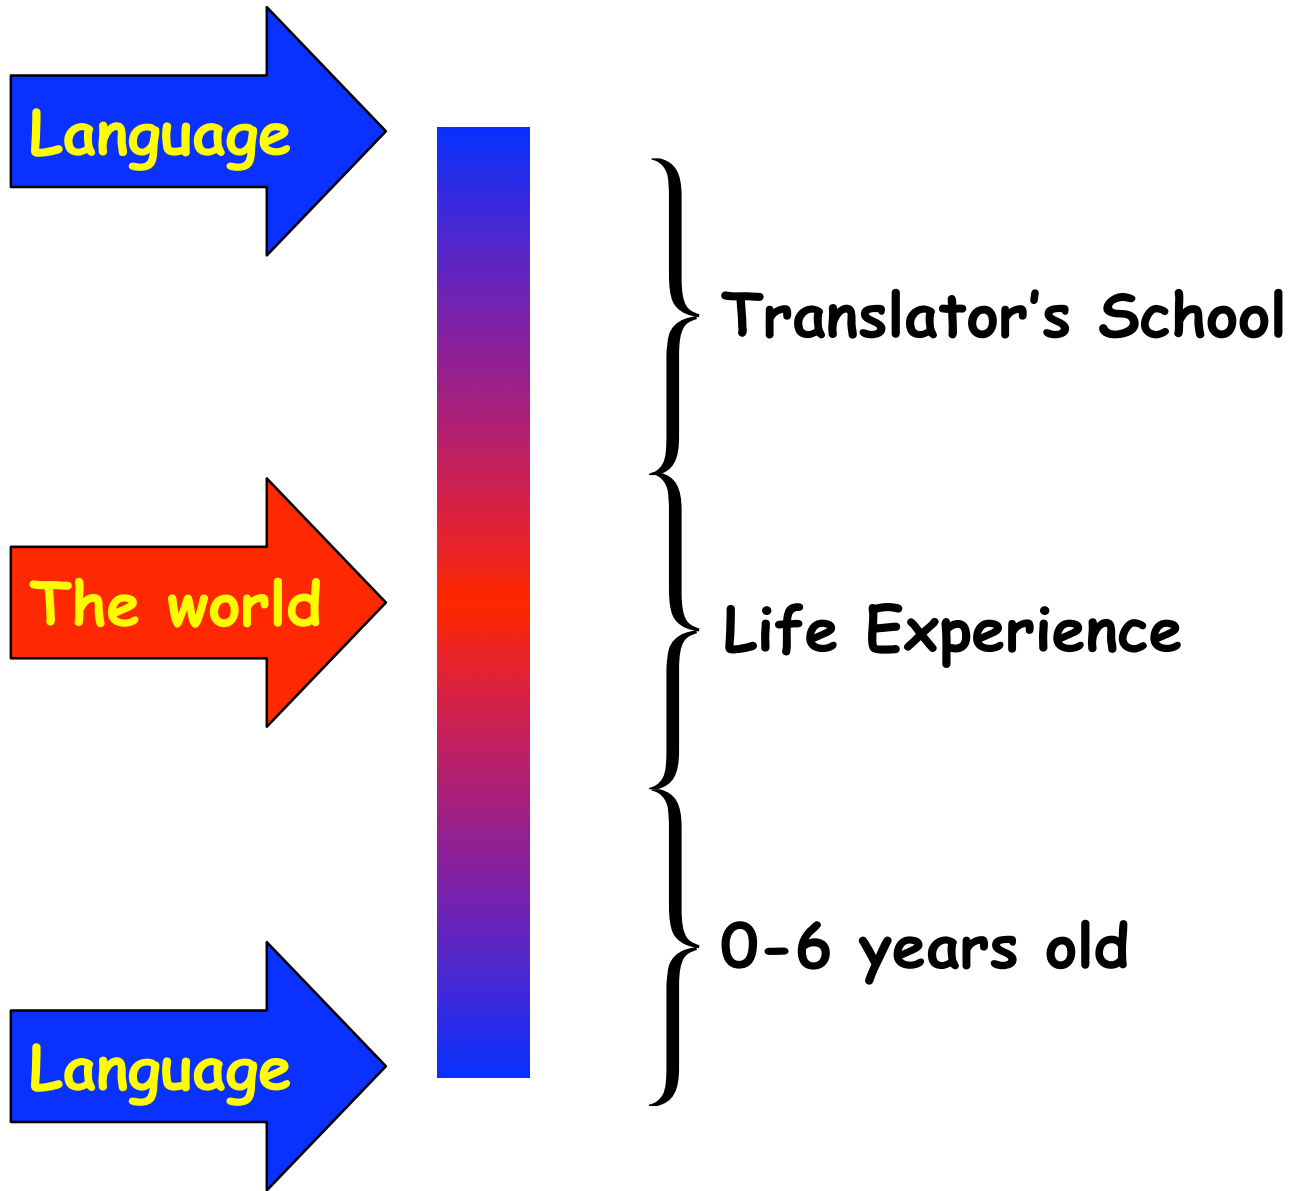 Language
Translator’s School
The world
Life Experience
0-6 years old
Language